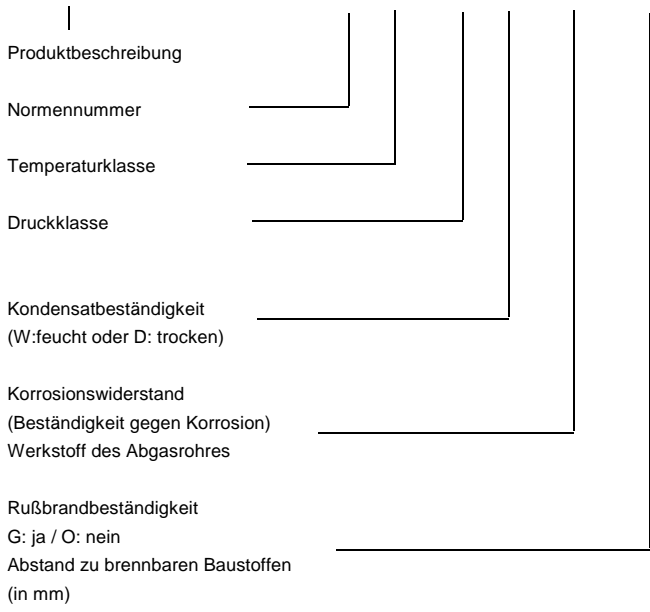 Produktbeschreibung
Normennummer
Temperaturklasse
Druckklasse
Kondensatbeständigkeit
(W:feucht oder D: trocken)
Korrosionswiderstand
(Beständigkeit gegen Korrosion)
Werkstoff des Abgasrohres
Rußbrandbeständigkeit
G: ja / O: nein
Abstand zu brennbaren Baustoffen
(in mm)